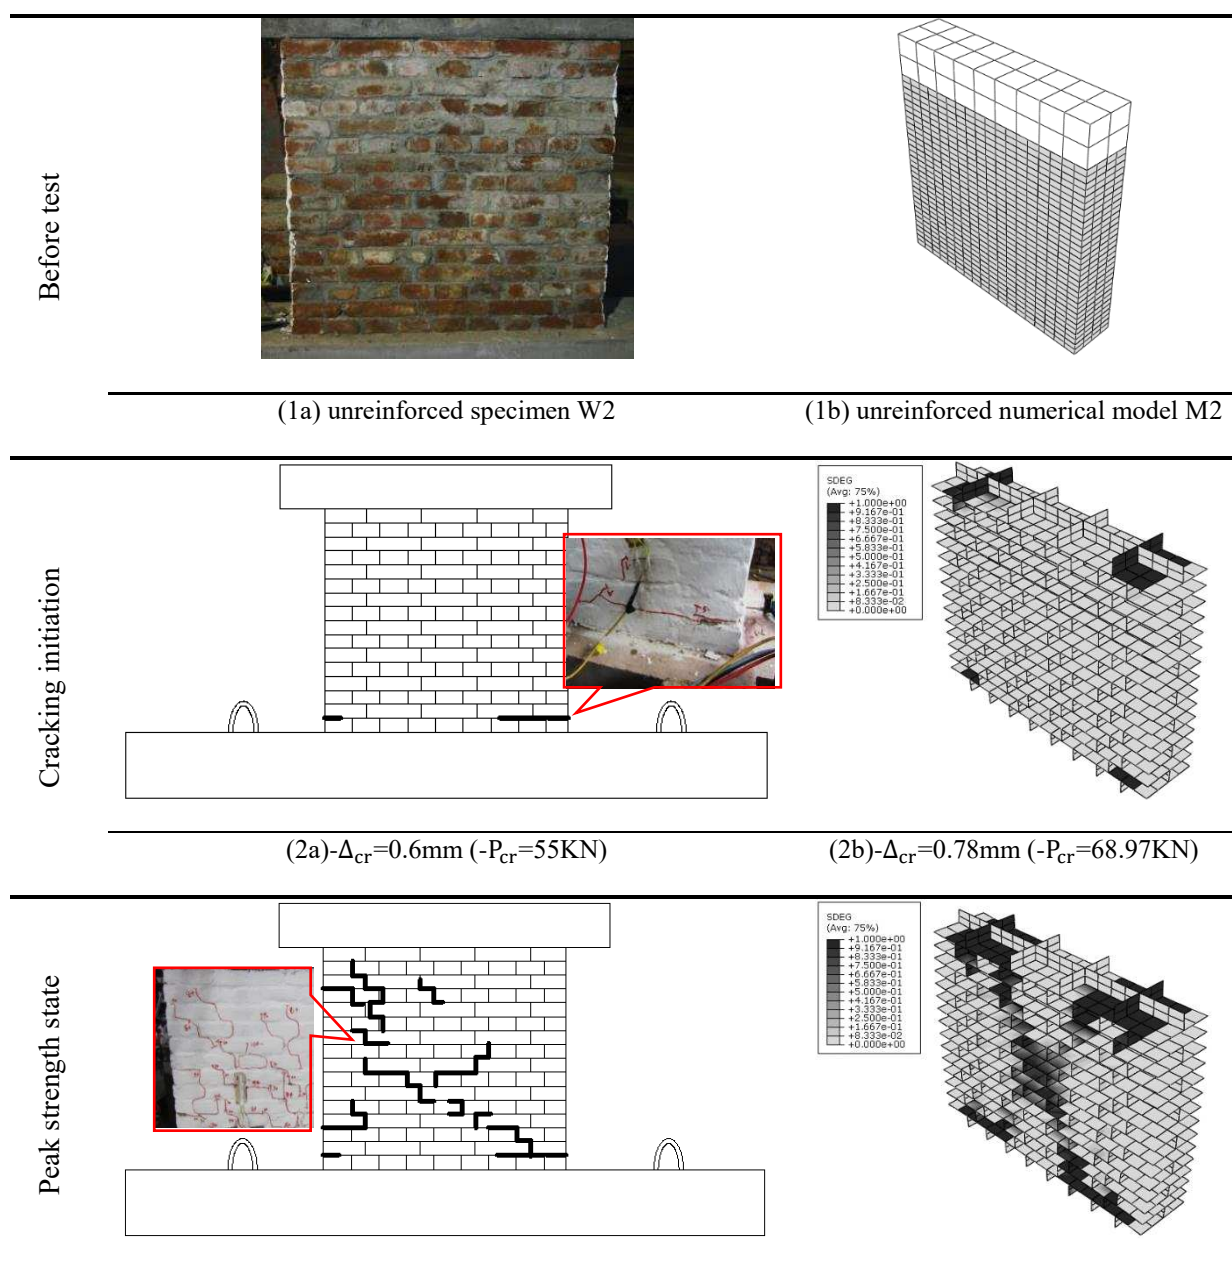 Before test
(1a) unreinforced specimen W2
(1b) unreinforced numerical model M2
Cracking initiation
SDEG
(Avg: 75%)
+1.000e+00
+9.167e-01
+8.333e-01
+7.500e-01
+6.667e-01
+5.833e-01
+5.000e-01
+4.167e-01
+3.333e-01
+2.500e-01
+1.667e-01
+8.333e-02
+0.000e+00
(2a)-Δcr=0.6mm (-Pcr=55KN)
(2b)-Δcr=0.78mm (-Pcr=68.97KN)
Peak strength state
SDEG
(Avg: 75%)
+1.000e+00
+9.167e-01
+8.333e-01
+7.500e-01
+6.667e-01
+5.833e-01
+5.000e-01
+4.167e-01
+3.333e-01
+2.500e-01
+1.667e-01
+8.333e-02
+0.000e+00